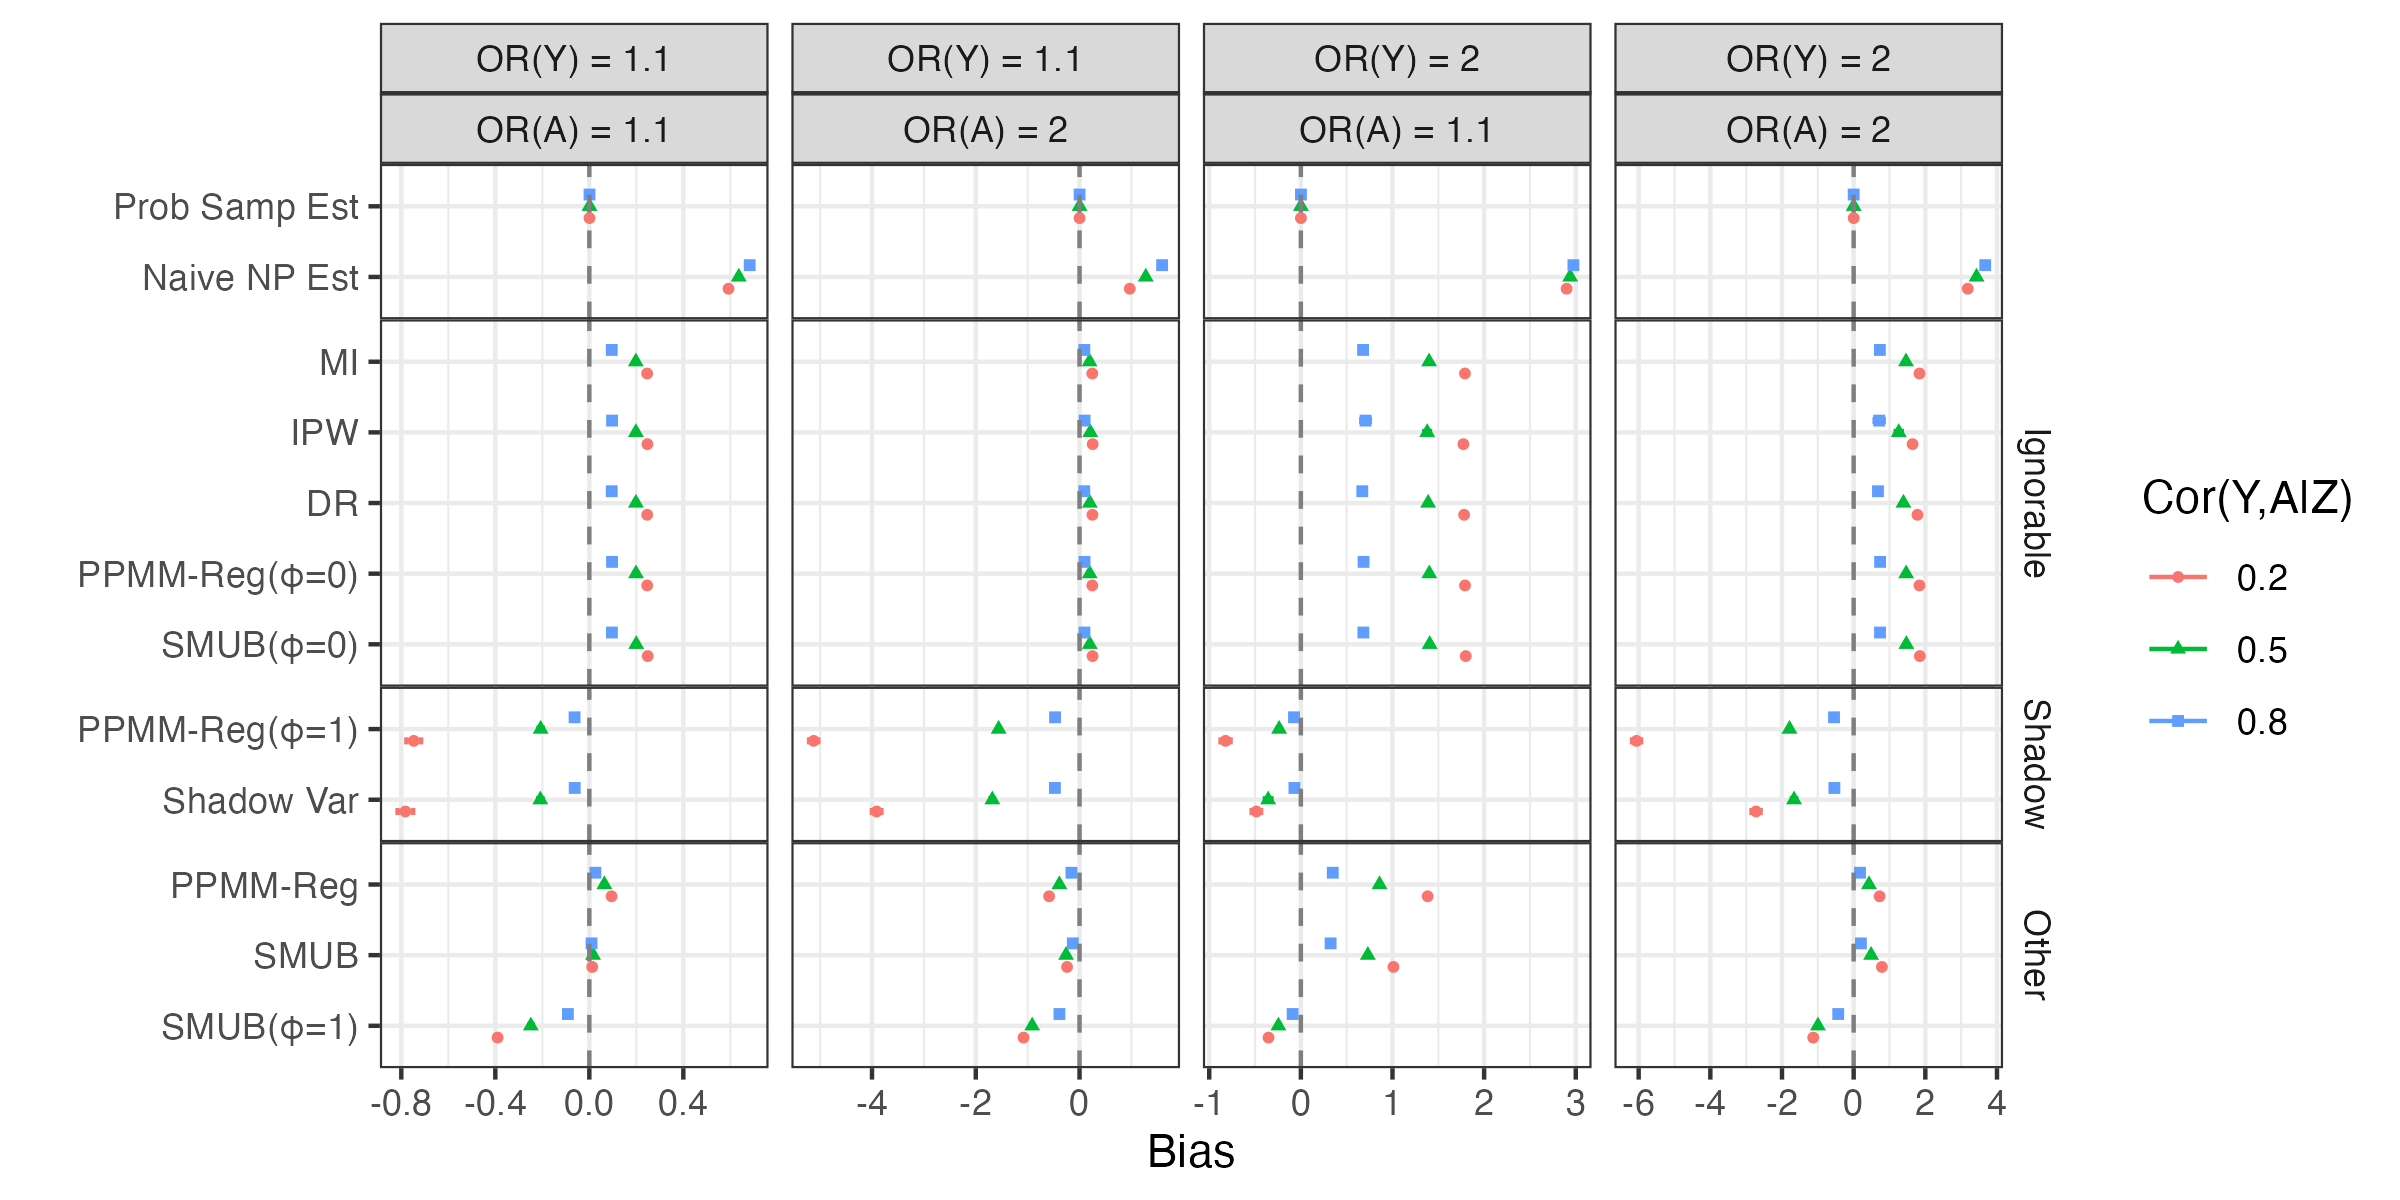 OR(Y) = 1.1 OR(Y) = 1.1 OR(Y) = 2 OR(Y) = 2
OR(A) = 1.1 OR(A) = 2 OR(A) = 1.1 OR(A) = 2
Prob Samp Est
Naive NP Est
MI
IPW
DR
PPMM-Reg(ϕ=0)
SMUB(ϕ=0)
PPMM-Reg(ϕ=1)
Shadow Var
PPMM-Reg
SMUB
SMUB(ϕ=1)
Ignorable
Shadow
Other
-0.8 -0.4 0.0 0.4 -4 -2 0 -1 0 1 2 3 -6 -4 -2 0 2 4
Bias
Cor(Y,A|Z)
0.2
0.5
0.8